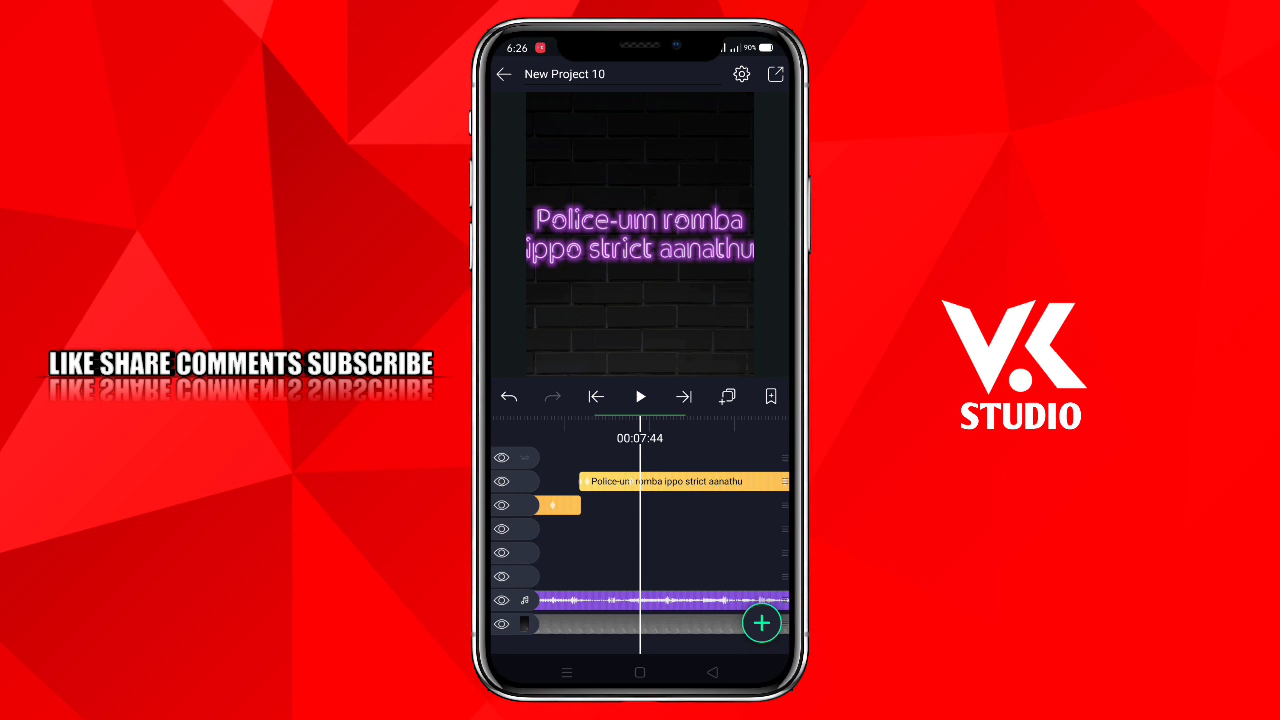 6:26
90%
New Project 10
Police-um romba
ippo strict aanathu
LIKE SHARE COMMENTS SUBSCRIBE
VK
STUDIO
00:07:44
Police-um romba ippo strict aanathu